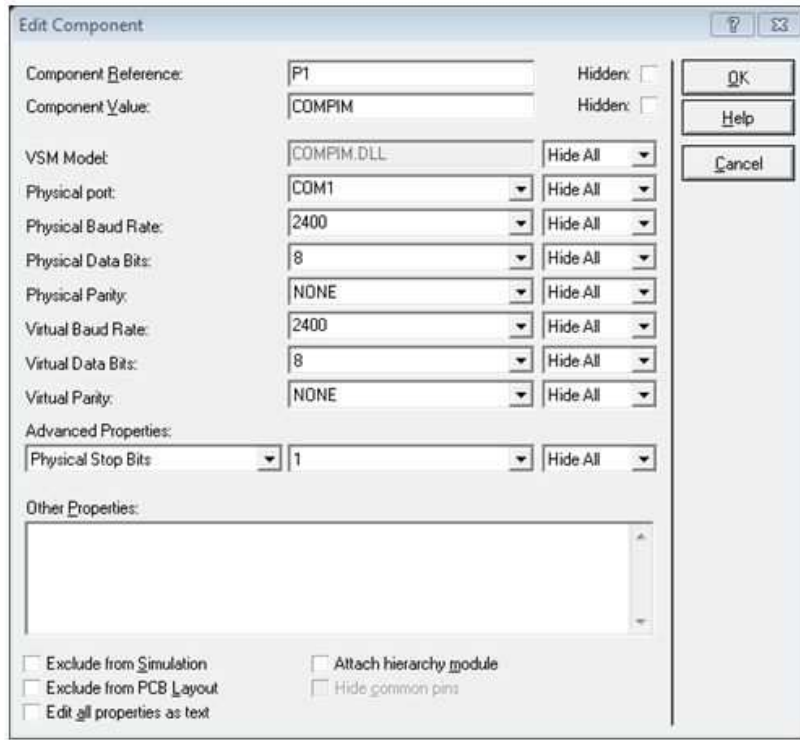 Edit Component
Component Reference: P1 Hidden: OK
Component Value: COMPIM Hidden: Help
VSM Model: COMPIM.DLL Hide All Cancel
Physical port: COM1 Hide All
Physical Baud Rate: 2400 Hide All
Physical Data Bits: 8 Hide All
Physical Parity: NONE Hide All
Virtual Baud Rate: 2400 Hide All
Virtual Data Bits: 8 Hide All
Virtual Parity: NONE Hide All
Advanced Properties:
Physical Stop Bits 1 Hide All
Other Properties:
Exclude from Simulation Attach hierarchy module
Exclude from PCB Layout Hide common pins
Edit all properties as text